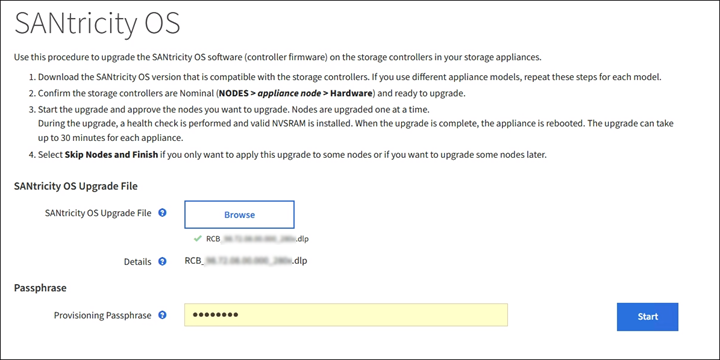 SANtricity OS
Use this procedure to upgrade the SANtricity OS software (controller firmware) on the storage controllers in your storage appliances.
1. Download the SANtricity OS version that is compatible with the storage controllers. If you use different appliance models, repeat these steps for each model.
2. Confirm the storage controllers are Nominal (NODES > appliance node > Hardware) and ready to upgrade.
3. Start the upgrade and approve the nodes you want to upgrade. Nodes are upgraded one at a time.
During the upgrade, a health check is performed and valid NVSRAM is installed. When the upgrade is complete, the appliance is rebooted. The upgrade can take
up to 30 minutes for each appliance.
4. Select Skip Nodes and Finish if you only want to apply this upgrade to some nodes or if you want to upgrade some nodes later.
SANtricity OS Upgrade File
SANtricity OS Upgrade File ? Browse
✓ RCB_ .dlp
Details ? RCB_ .dlp
Passphrase
Provisioning Passphrase ? •••••••• Start